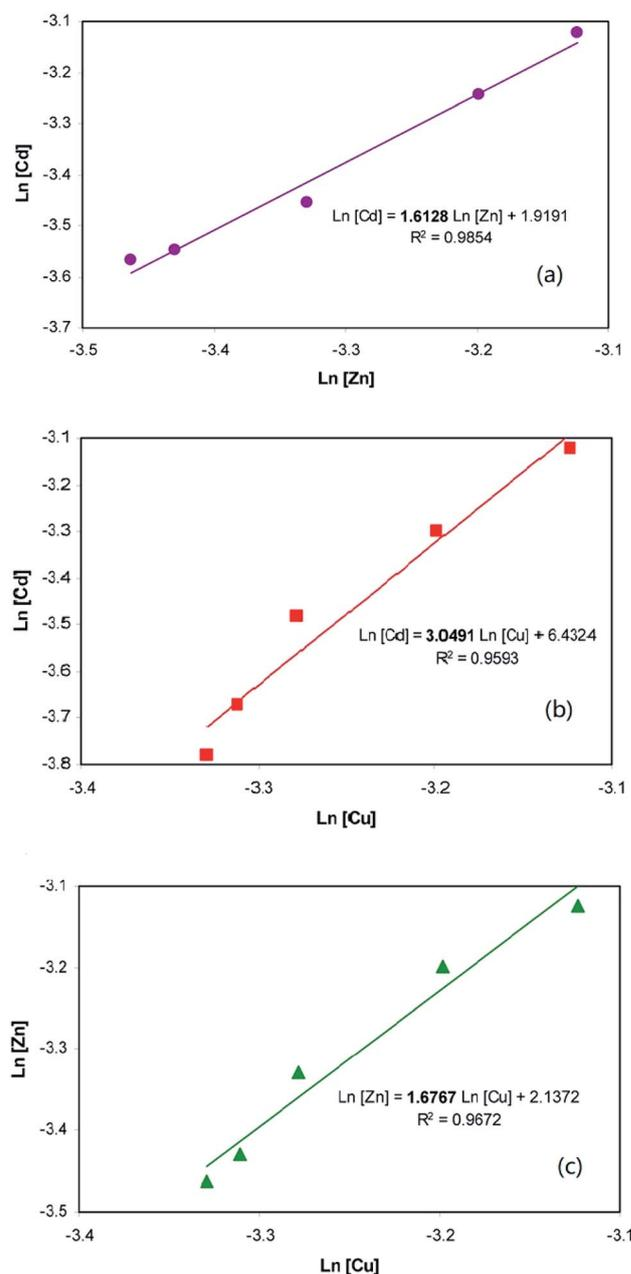 -3.1
-3.2
-3.3
-3.4
-3.5
-3.6
-3.7
Ln [Cd]
Ln [Cd] = 1.6128 Ln [Zn] + 1.9191
R² = 0.9854
(a)
-3.5 -3.4 -3.3 -3.2 -3.1
Ln [Zn]
-3.1
-3.2
-3.3
-3.4
-3.5
-3.6
-3.7
-3.8
Ln [Cd]
Ln [Cd] = 3.0491 Ln [Cu] + 6.4324
R² = 0.9593
(b)
-3.4 -3.3 -3.2 -3.1
Ln [Cu]
-3.1
-3.2
-3.3
-3.4
-3.5
Ln [Zn]
Ln [Zn] = 1.6767 Ln [Cu] + 2.1372
R² = 0.9672
(c)
-3.4 -3.3 -3.2 -3.1
Ln [Cu]